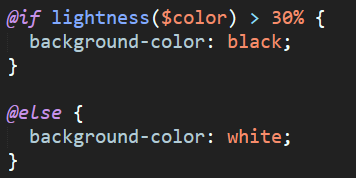 @if lightness($color) > 30% {
  background-color: black;
}

@else {
  background-color: white;
}